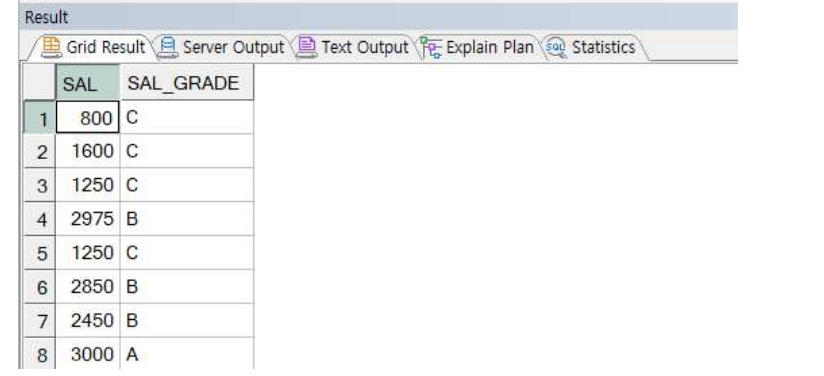 Result
Grid Result Server Output Text Output Explain Plan SQL Statistics
SAL SAL_GRADE
1 800 C
2 1600 C
3 1250 C
4 2975 B
5 1250 C
6 2850 B
7 2450 B
8 3000 A